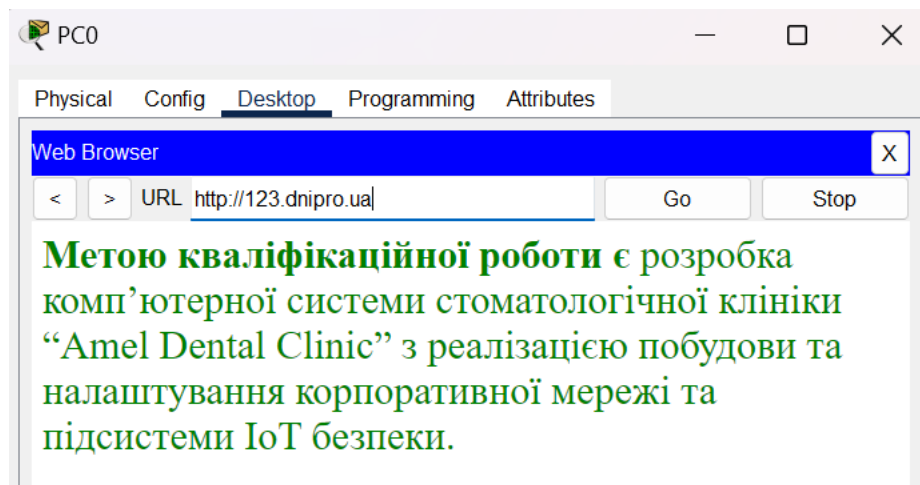 PC0
Physical Config Desktop Programming Attributes
Web Browser
X
< > URL http://123.dnipro.ua Go Stop
Метою кваліфікаційної роботи є розробка
комп’ютерної системи стоматологічної клініки
“Amel Dental Clinic” з реалізацією побудови та
налаштування корпоративної мережі та
підсистеми IoT безпеки.